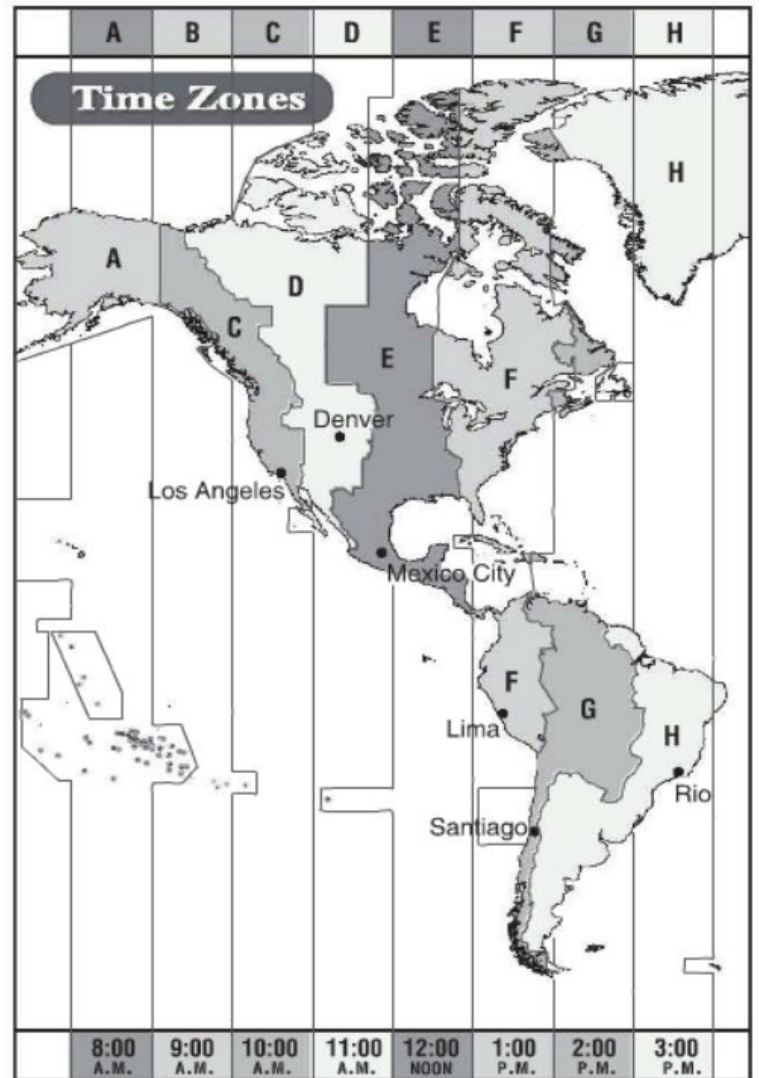 A B C D E F G H
Time Zones
H
A
D
C
E
F
Denver
Los Angeles
Mexico City
F
G
Lima
H
Rio
Santiago
8:00 9:00 10:00 11:00 12:00 1:00 2:00 3:00
A.M. A.M. A.M. A.M. NOON P.M. P.M. P.M.